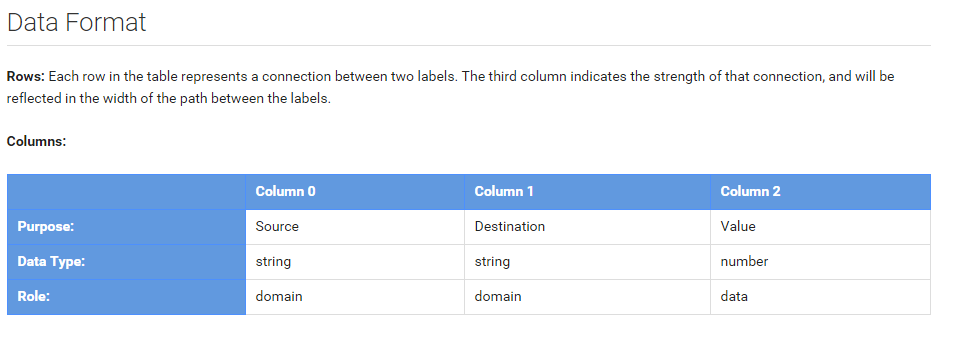 Data Format
Rows: Each row in the table represents a connection between two labels. The third column indicates the strength of that connection, and will be
reflected in the width of the path between the labels.
Columns:
Column 0 Column 1 Column 2
Purpose: Source Destination Value
Data Type: string string number
Role: domain domain data